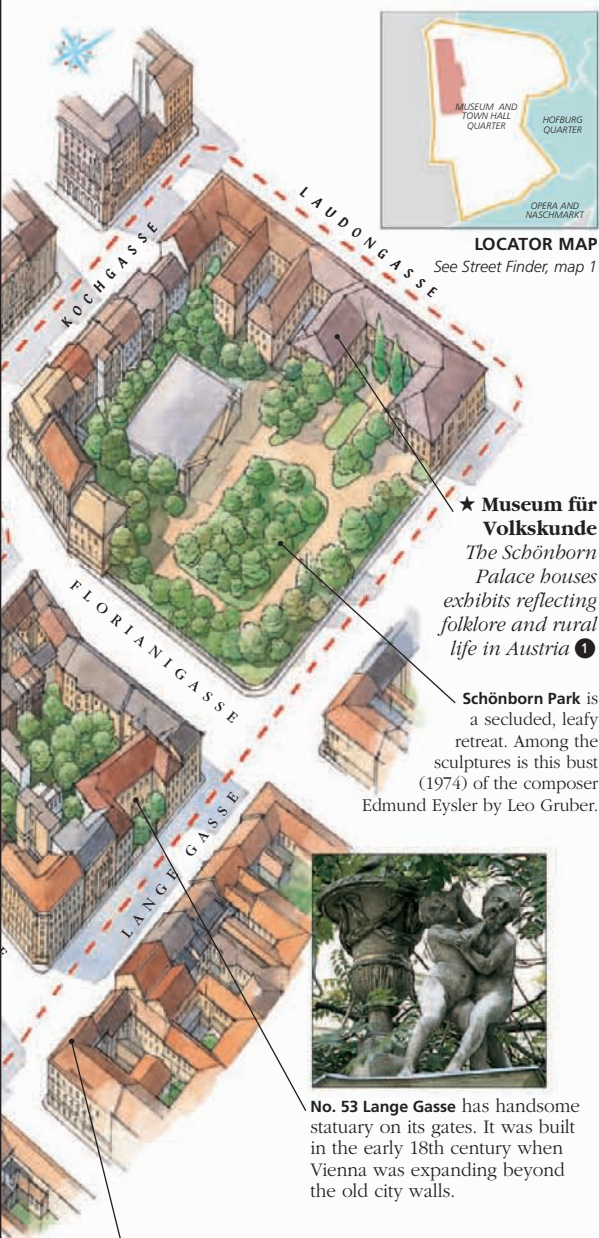 MUSEUM AND
TOWN HALL
QUARTER
HOFBURG
QUARTER
OPERA AND
NASCHMARKT
LOCATOR MAP
See Street Finder, map 1
LAUDONGASSE
KOCHGASSE
★ Museum für
Volkskunde
The Schönborn
Palace houses
exhibits reflecting
folklore and rural
life in Austria 1
FLORIANIGASSE
Schönborn Park is
a secluded, leafy
retreat. Among the
sculptures is this bust
(1974) of the composer
Edmund Eysler by Leo Gruber.
LANGE GASSE
E
No. 53 Lange Gasse has handsome
statuary on its gates. It was built
in the early 18th century when
Vienna was expanding beyond
the old city walls.